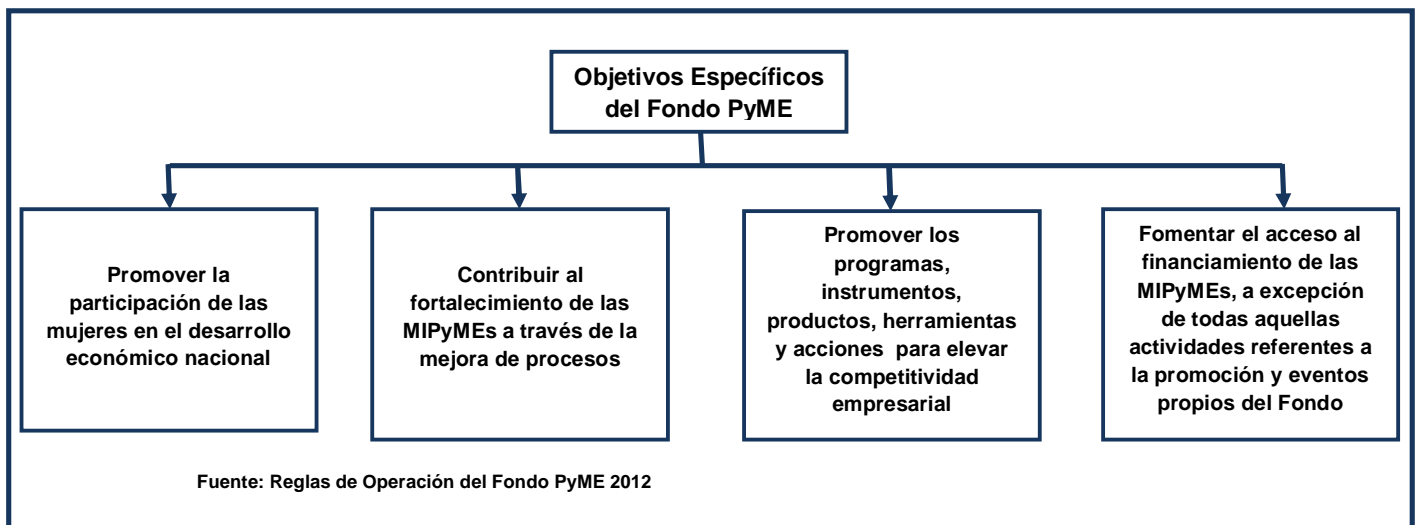 Objetivos Específicos
del Fondo PyME
Promover la
participación de las
mujeres en el desarrollo
económico nacional
Contribuir al
fortalecimiento de las
MIPyMEs a través de la
mejora de procesos
Promover los
programas,
instrumentos,
productos, herramientas
y acciones para elevar
la competitividad
empresarial
Fomentar el acceso al
financiamiento de las
MIPyMEs, a excepción
de todas aquellas
actividades referentes a
la promoción y eventos
propios del Fondo
Fuente: Reglas de Operación del Fondo PyME 2012